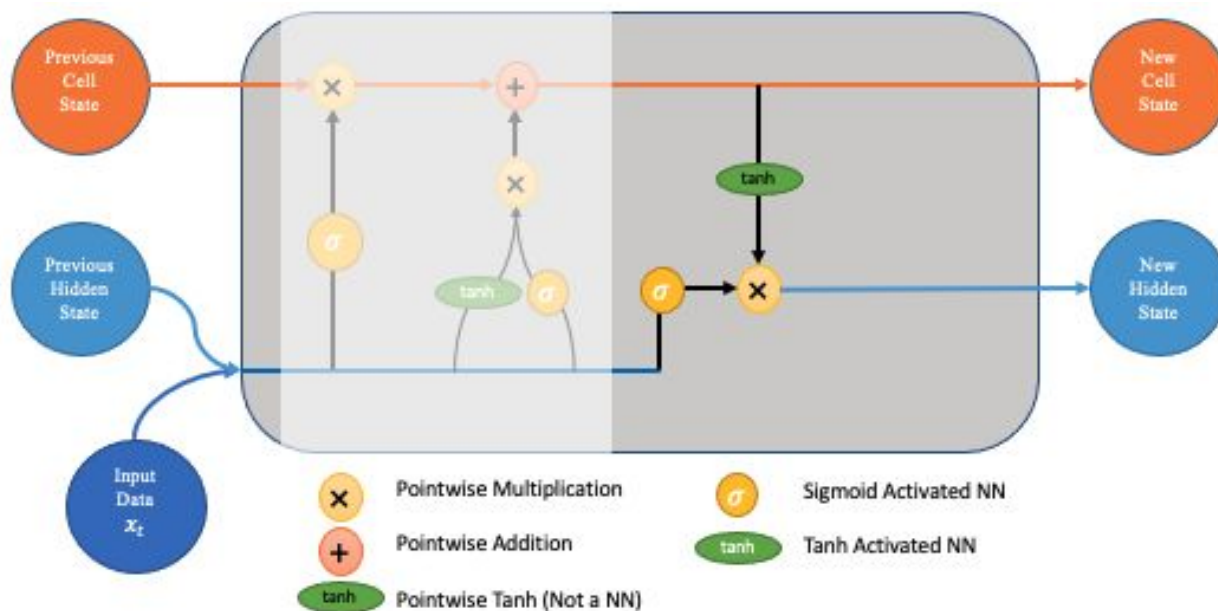 Previous
Cell
State
New
Cell
State
×
+
tanh
×
σ
Previous
Hidden
State
tanh
σ
σ
×
New
Hidden
State
Input
Data
x_t
× Pointwise Multiplication
σ Sigmoid Activated NN
+ Pointwise Addition
tanh Tanh Activated NN
tanh Pointwise Tanh (Not a NN)